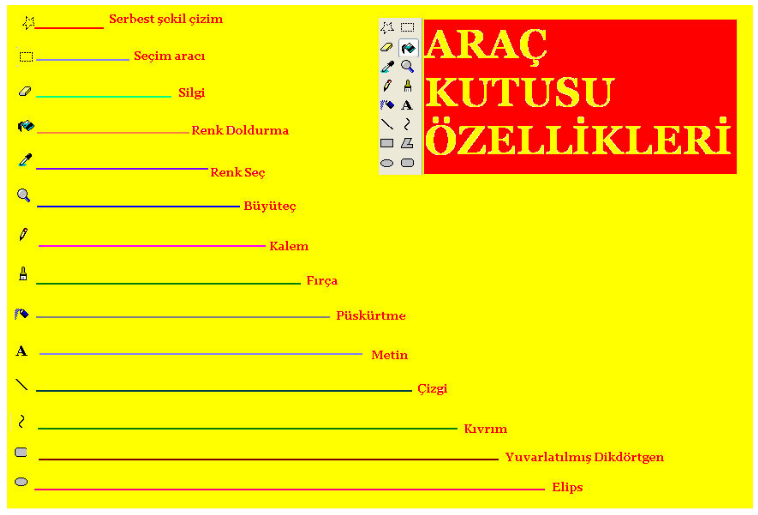 Serbest şekil çizim
Seçim aracı
Silgi
Renk Doldurma
Renk Seç
Büyüteç
Kalem
Fırça
Püskürtme
A
Metin
Çizgi
Kıvrım
Yuvarlatılmış Dikdörtgen
Elips
A
ARAÇ
KUTUSU
ÖZELLİKLERİ